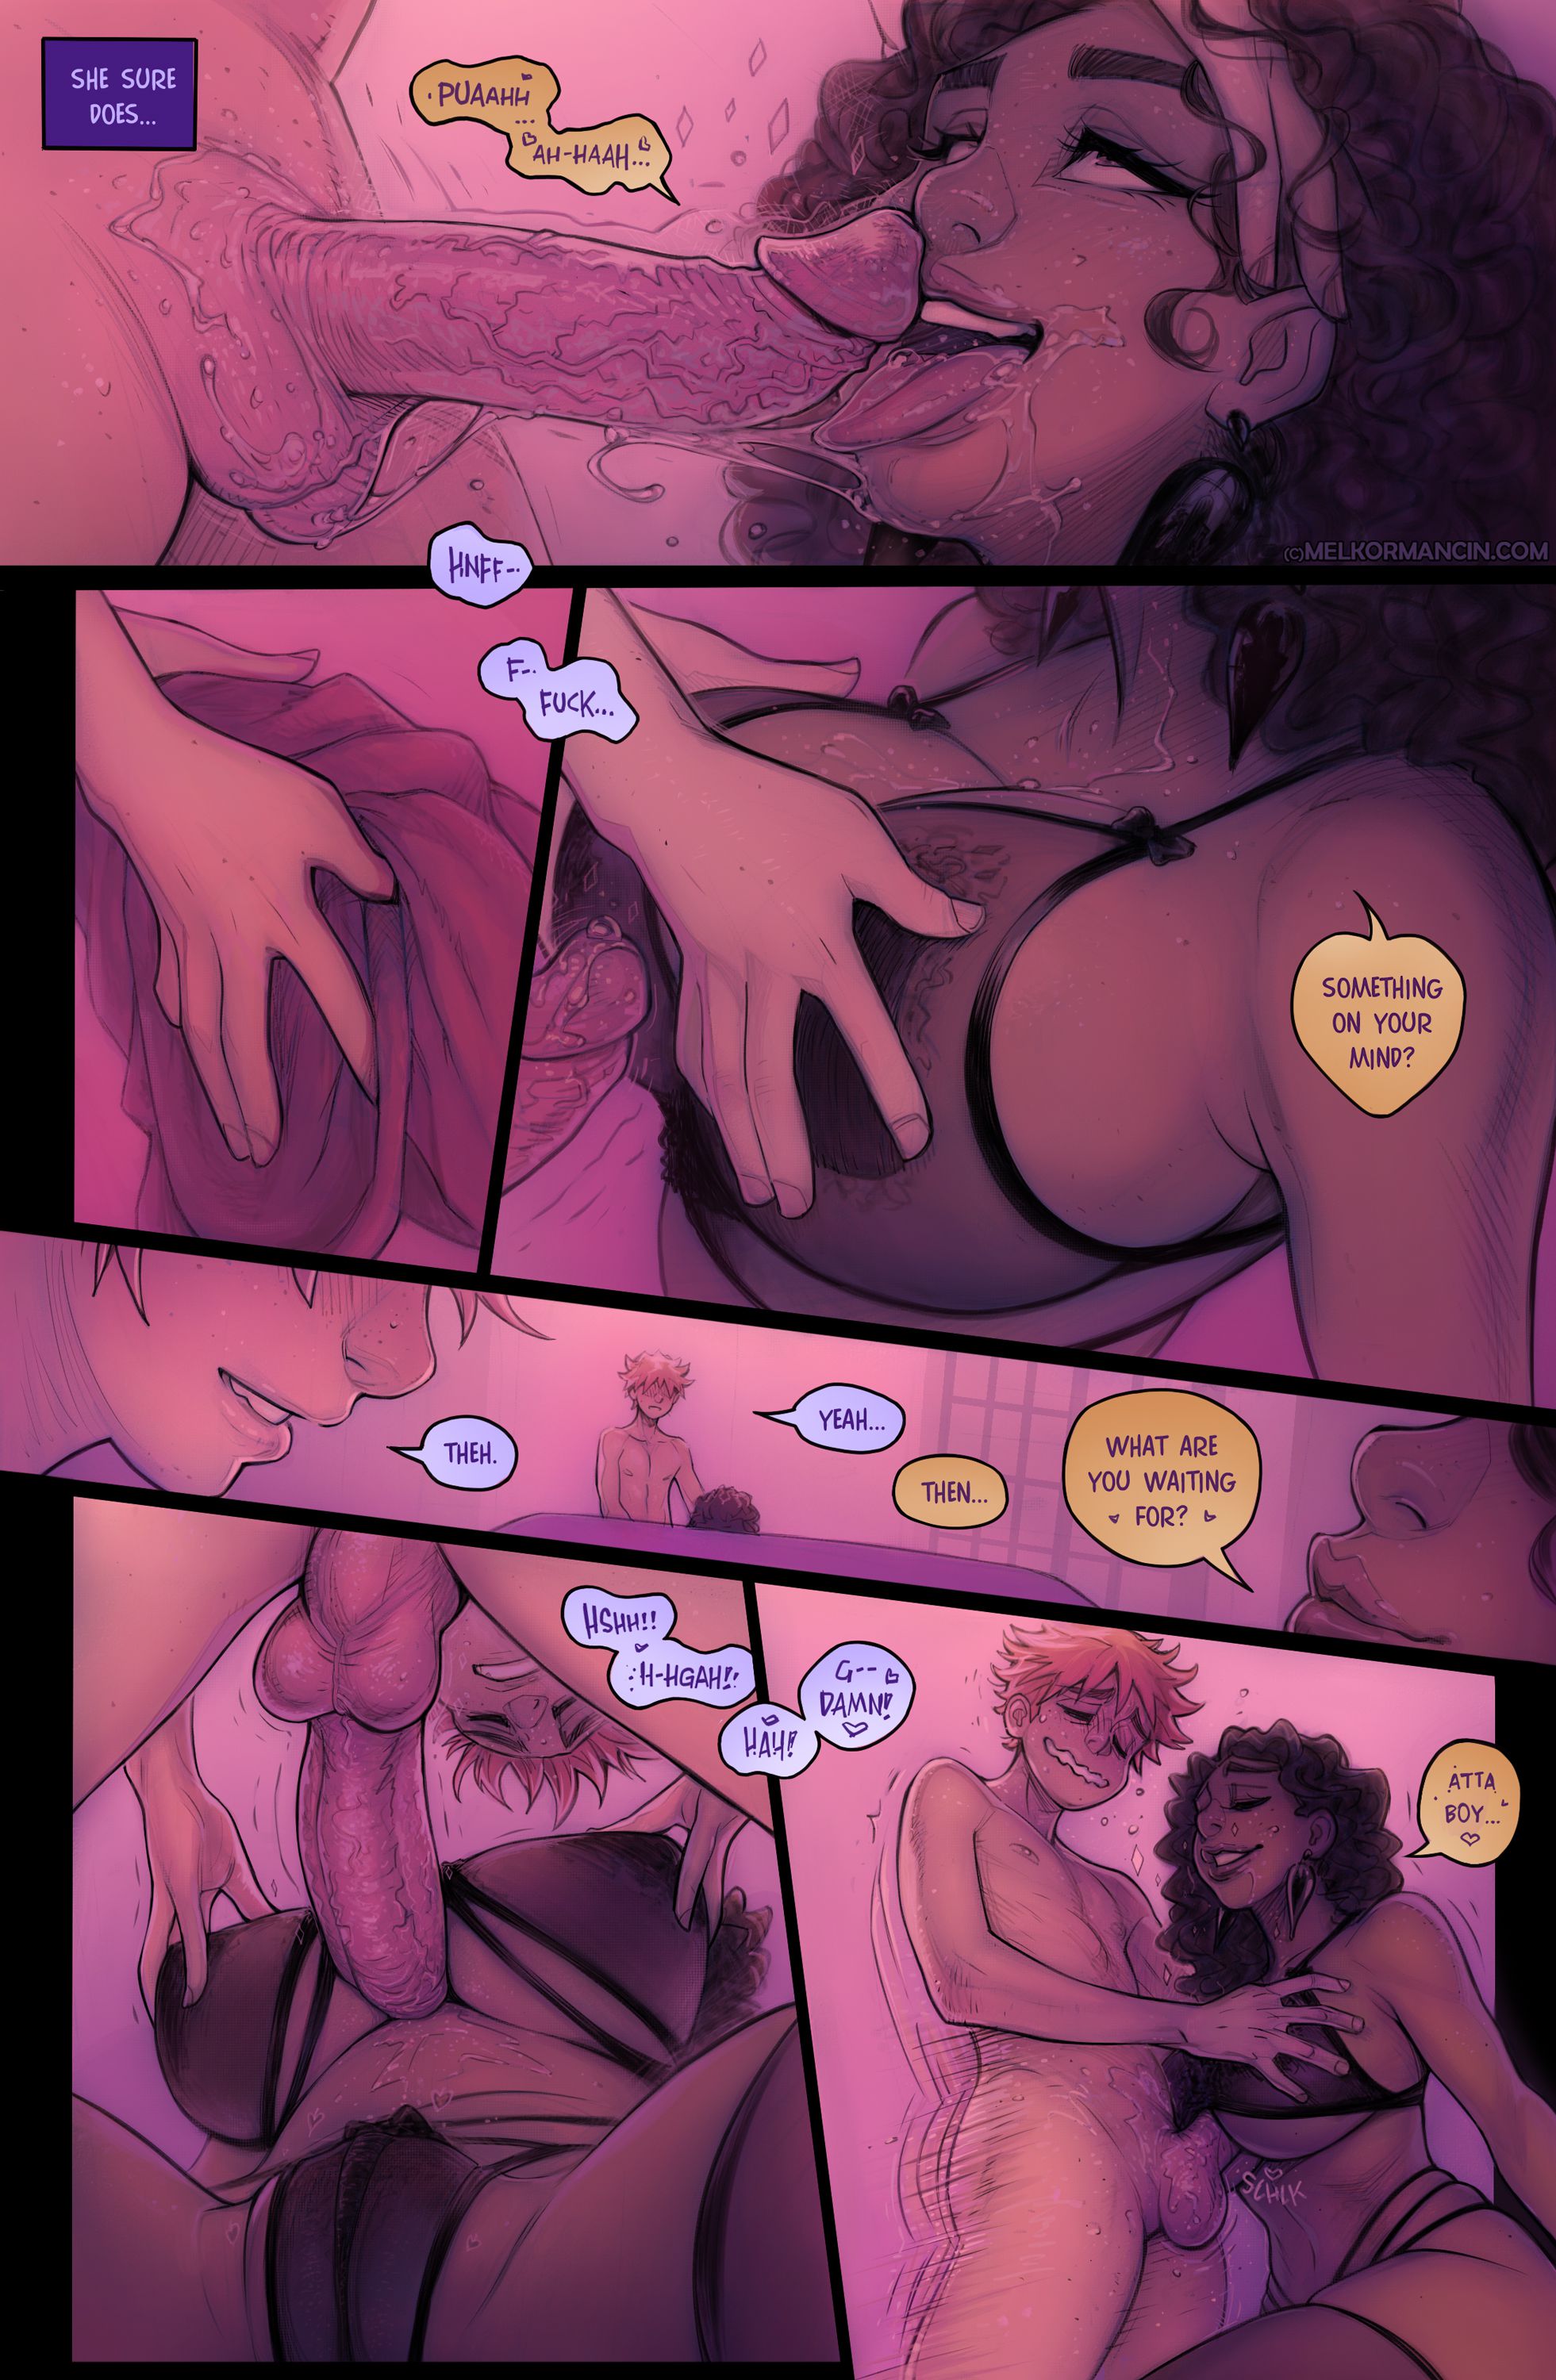 SHE SURE
DOES...
PUAAHH
...
AH-HAAH...
(C)MELKORMANCIN.COM
HNFF--
F--
FUCK...
SOMETHING
ON YOUR
MIND?
THEH.
YEAH...
THEN...
WHAT ARE
YOU WAITING
FOR?
HSHH!!
H-HGAH!!
HAH!
G--
DAMN!!
ATTA
BOY...
SCHLK